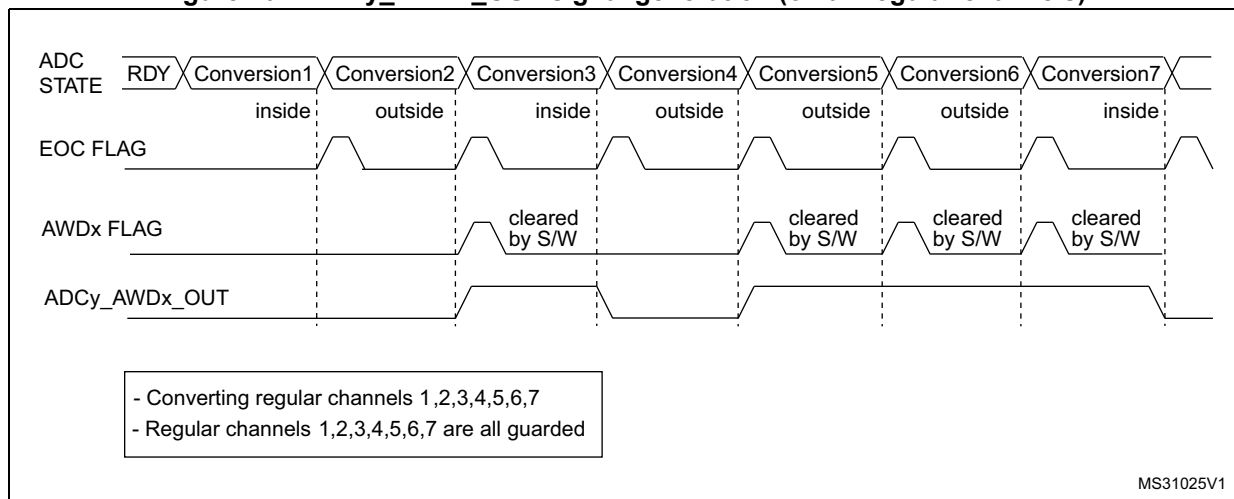 ADC
STATE
RDY Conversion1 Conversion2 Conversion3 Conversion4 Conversion5 Conversion6 Conversion7
inside outside inside outside outside outside inside
EOC FLAG
AWDx FLAG
cleared
by S/W
cleared
by S/W
cleared
by S/W
cleared
by S/W
ADCy_AWDx_OUT
- Converting regular channels 1,2,3,4,5,6,7
- Regular channels 1,2,3,4,5,6,7 are all guarded
MS31025V1